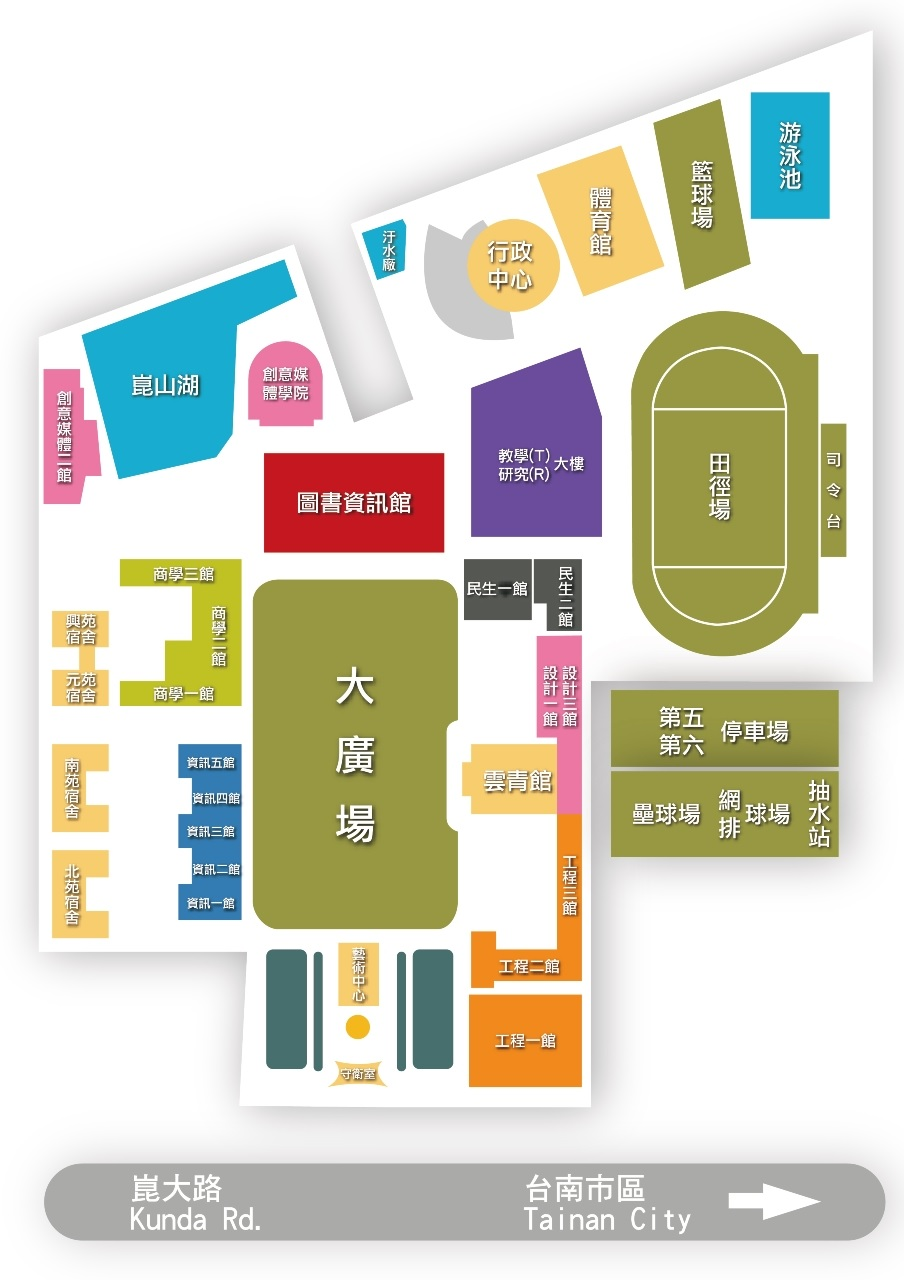 游泳池
籃球場
體育館
行政
中心
汙水廠
崑山湖
創意媒
體學院
創意媒體二館
教學(T)
研究(R)
大樓
田徑場
司令台
圖書資訊館
民生一館
民生二館
商學三館
商學二館
商學一館
興苑
宿舍
元苑
宿舍
大廣場
設計一館
設計三館
第五
第六
停車場
壘球場
網
排
球場
抽水站
雲青館
南苑宿舍
北苑宿舍
資訊五館
資訊四館
資訊三館
資訊二館
資訊一館
工程三館
工程二館
工程一館
藝術中心
守衛室
崑大路
Kunda Rd.
台南市區
Tainan City